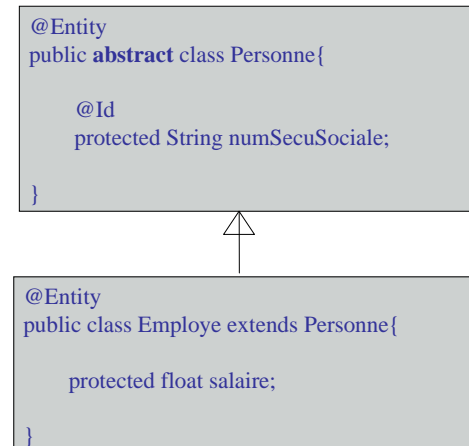 @Entity
public abstract class Personne{
@Id
protected String numSecuSociale;
}
@Entity
public class Employe extends Personne{
protected float salaire;
}